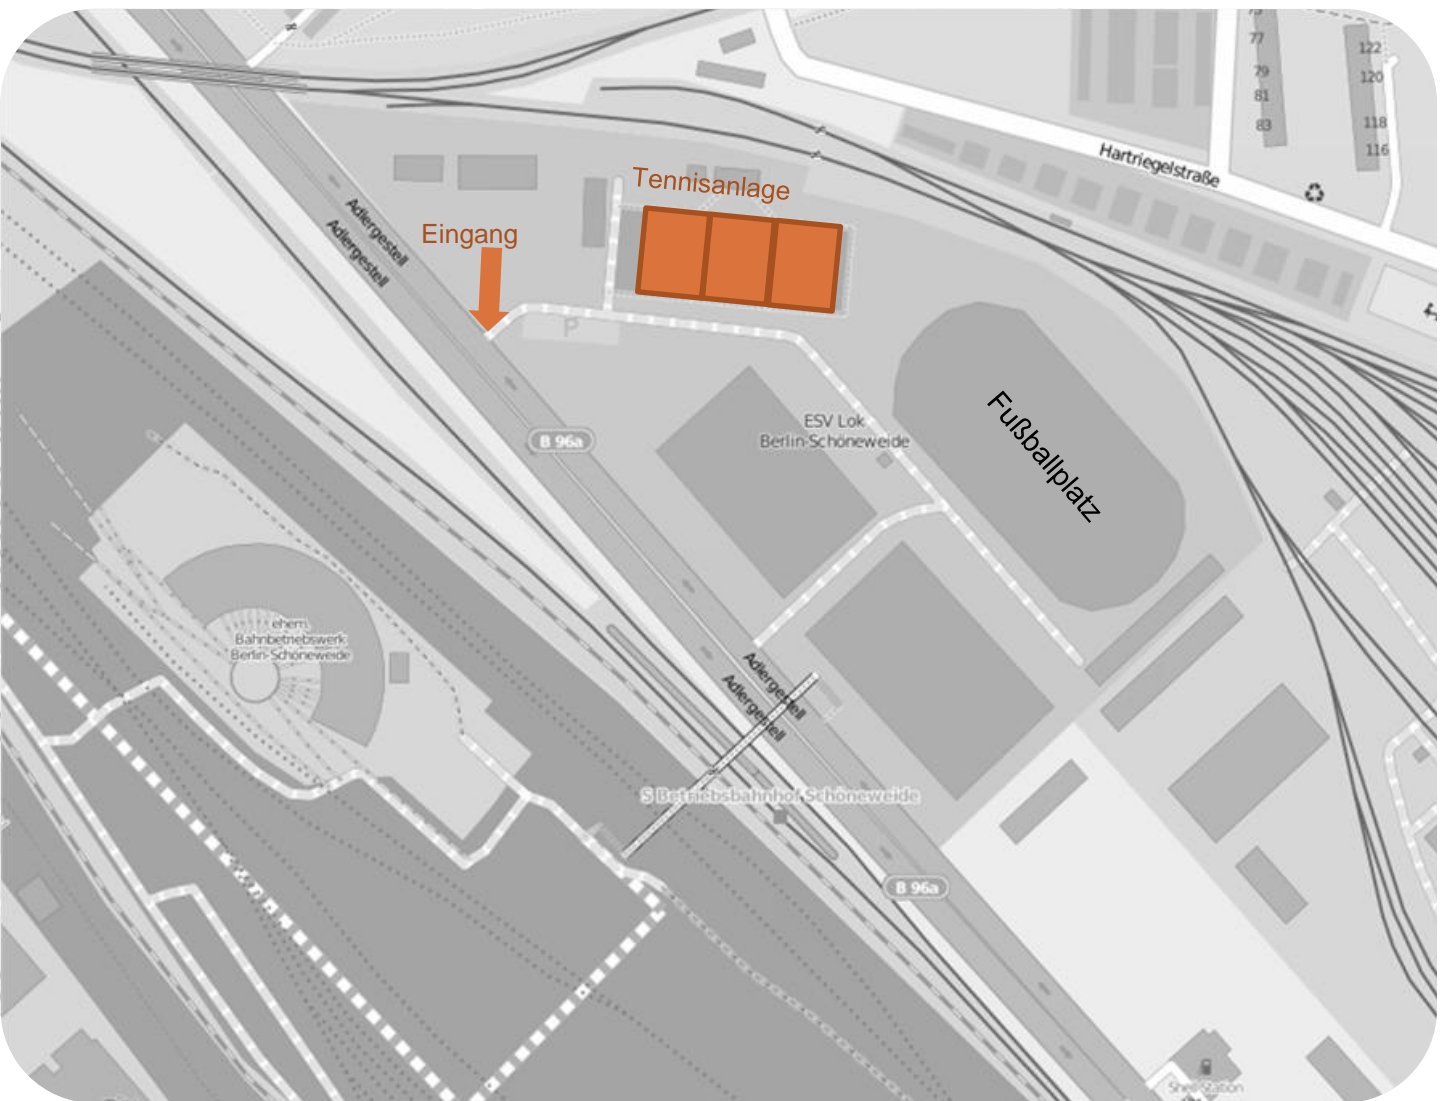 77
79
81
83
122
120
118
116
Hartriegelstraße
Tennisanlage
Eingang
Adlergestell
Adlergestell
P
B 96a
ESV Lok
Berlin-Schöneweide
Fußballplatz
ehem.
Bahnbetriebswerk
Berlin-Schöneweide
Adlergestell
Adlergestell
S Betriebsbahnhof Schöneweide
B 96a
Shell Station